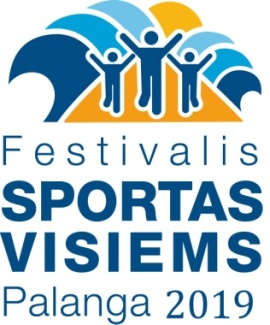 Festivalis
SPORTAS
VISIEMS
Palanga 2019